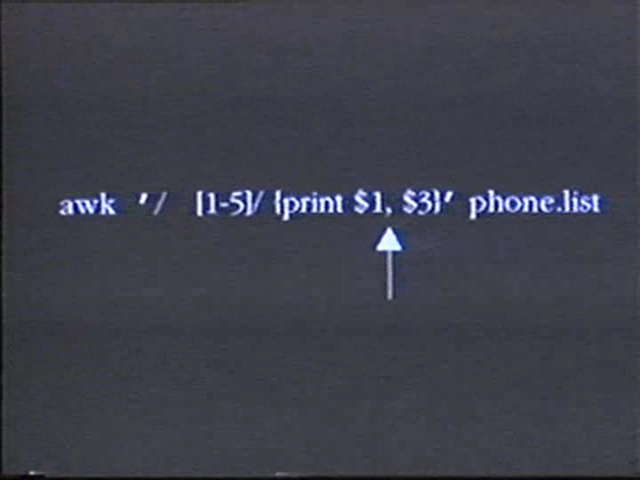 awk '/ [1-5]/ {print $1, $3}' phone.list